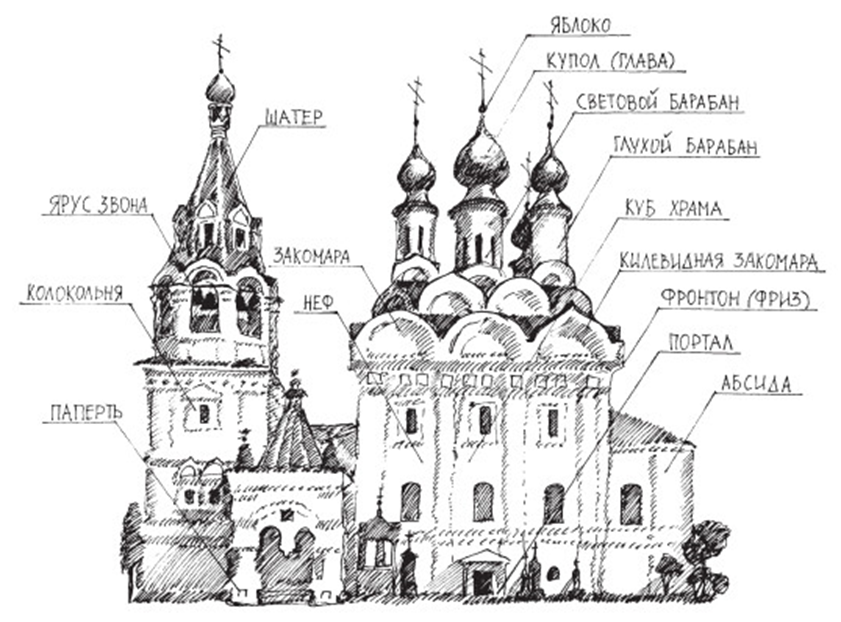 ЯБЛОКО
КУПОЛ (ГЛАВА)
СВЕТОВОЙ БАРАБАН
ШАТЕР
ГЛУХОЙ БАРАБАН
ЯРУС ЗВОНА
КУБ ХРАМА
ЗАКОМАРА
КИЛЕВИДНАЯ ЗАКОМАРА
КОЛОКОЛЬНЯ
НЕФ
ФРОНТОН (ФРИЗ)
ПОРТАЛ
АБСИДА
ПАПЕРТЬ